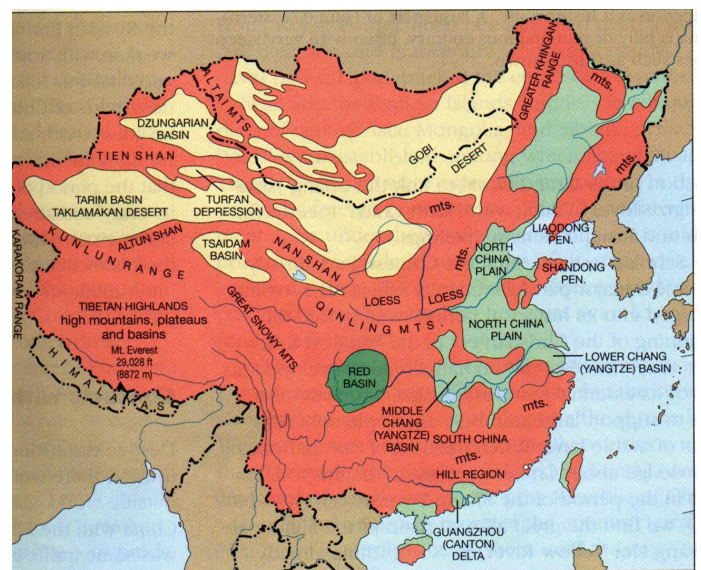 GREATER KHINGAN
RANGE
mts.
ALTAI MTS.
DZUNGARIAN
BASIN
TIEN SHAN
GOBI
DESERT
mts.
TARIM BASIN
TAKLAMAKAN DESERT
TURFAN
DEPRESSION
mts.
LIAODONG
PEN.
ALTUN SHAN
KUNLUN RANGE
TSAIDAM
BASIN
NAN SHAN
mts.
NORTH
CHINA
PLAIN
SHANDONG
PEN.
KARAKORAM RANGE
TIBETAN HIGHLANDS
high mountains, plateaus
and basins
Mt. Everest
29,028 ft
(8872 m)
HIMALAYAS
GREAT SNOWY MTS.
LOESS
LOESS
QINLING MTS.
NORTH CHINA
PLAIN
LOWER CHANG
(YANGTZE) BASIN
RED
BASIN
MIDDLE
CHANG
(YANGTZE)
BASIN
mts.
SOUTH CHINA
mts.
HILL REGION
GUANGZHOU
(CANTON)
DELTA